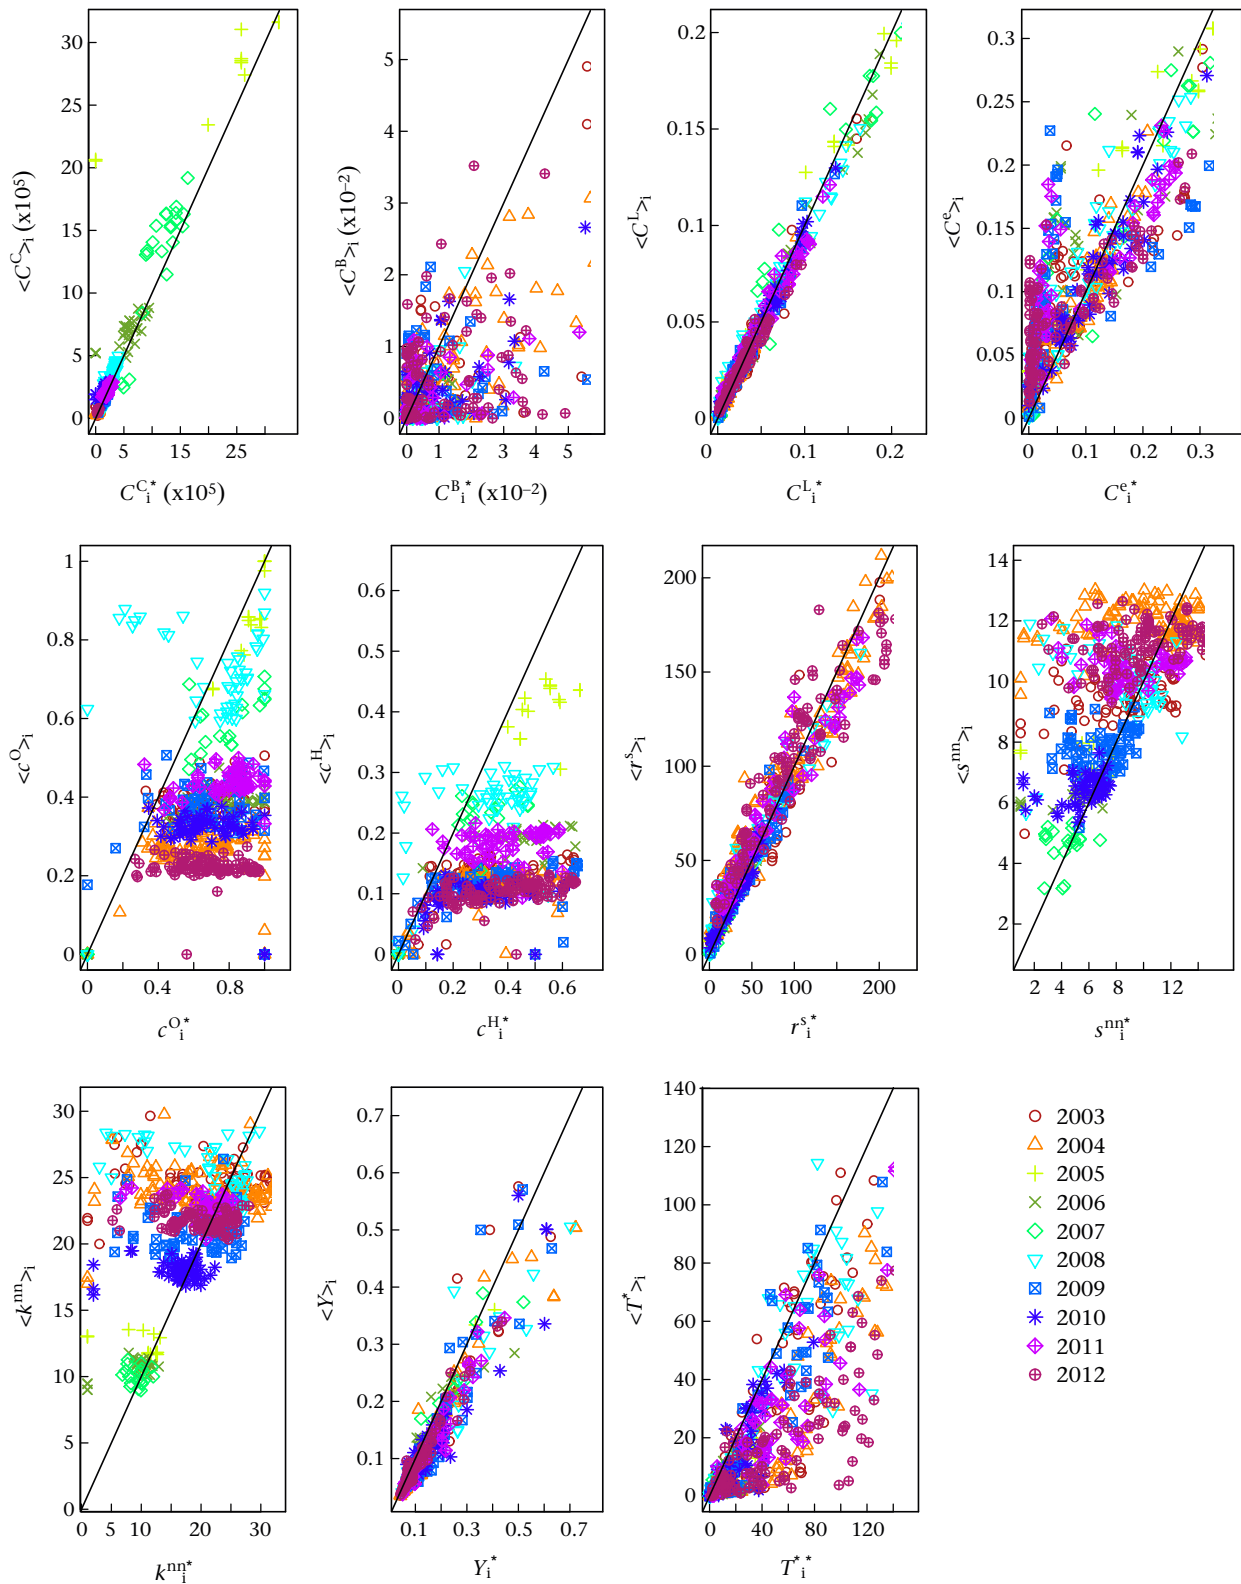 30
25
20
15
10
5
0
<C^C>_i (x10^5)
0 5 15 25
C^C_i* (x10^5)
5
4
3
2
1
0
<C^B>_i (x10^–2)
0 1 2 3 4 5
C^B_i* (x10^–2)
0.2
0.15
0.1
0.05
0
<C^L>_i
0 0.1 0.2
C^L_i*
0.3
0.25
0.2
0.15
0.1
0.05
0
<C^e>_i
0 0.1 0.2 0.3
C^e_i*
1
0.8
0.6
0.4
0.2
0
<c^O>_i
0 0.4 0.8
c^O_i*
0.6
0.5
0.4
0.3
0.2
0.1
0
<c^H>_i
0 0.2 0.4 0.6
c^H_i*
200
150
100
50
0
<r^s>_i
0 50 100 200
r^s_i*
14
12
10
8
6
4
2
<s^nn>_i
2 4 6 8 12
s^nn_i*
30
25
20
15
10
5
0
<k^nn>_i
0 5 10 20 30
k^nn_i*
0.7
0.6
0.5
0.4
0.3
0.2
0.1
<Y>_i
0.1 0.3 0.5 0.7
Y_i*
140
120
100
80
60
40
20
0
<T*>_i
0 40 80 120
T*_i*
2003
2004
2005
2006
2007
2008
2009
2010
2011
2012